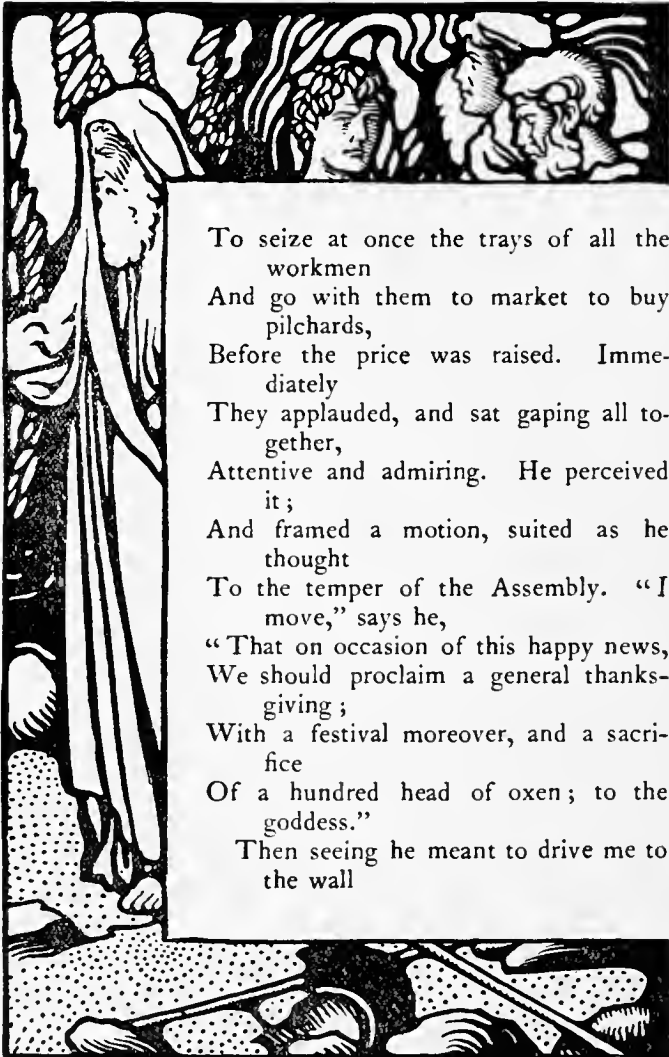 To seize at once the trays of all the
workmen
And go with them to market to buy
pilchards,
Before the price was raised. Imme-
diately
They applauded, and sat gaping all to-
gether,
Attentive and admiring. He perceived
it ;
And framed a motion, suited as he
thought
To the temper of the Assembly. “ I
move,” says he,
“ That on occasion of this happy news,
We should proclaim a general thanks-
giving ;
With a festival moreover, and a sacri-
fice
Of a hundred head of oxen ; to the
goddess.”
Then seeing he meant to drive me to
the wall